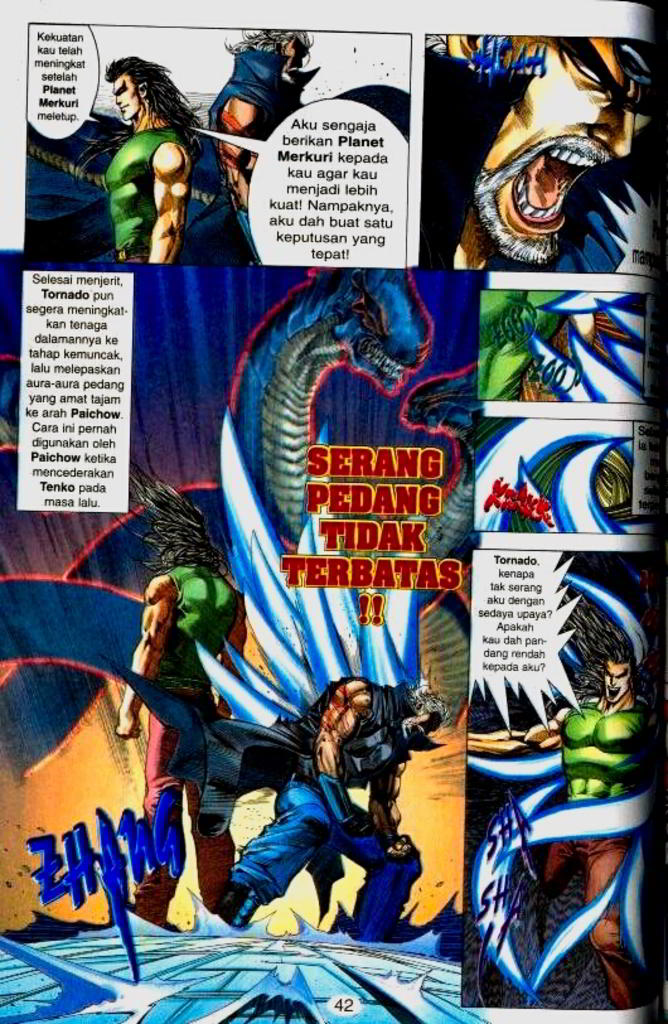 Kekuatan
kau telah
meningkat
setelah
Planet
Merkuri
meletup.
Aku sengaja
berikan Planet
Merkuri kepada
kau agar kau
menjadi lebih
kuat! Nampaknya,
aku dah buat satu
keputusan yang
tepat!
Selesai menjerit,
Tornado pun
segera meningkat-
kan tenaga
dalamannya ke
tahap kemuncak,
lalu melepaskan
aura-aura pedang
yang amat tajam
ke arah Paichow.
Cara ini pernah
digunakan oleh
Paichow ketika
mencederakan
Tenko pada
masa lalu.
SERANG
PEDANG
TIDAK
TERBATAS
!!
ZHANG
Tornado,
kenapa
tak serang
aku dengan
sedaya upaya?
Apakah
kau dah pan-
dang rendah
kepada aku?
SHA
SHA
42